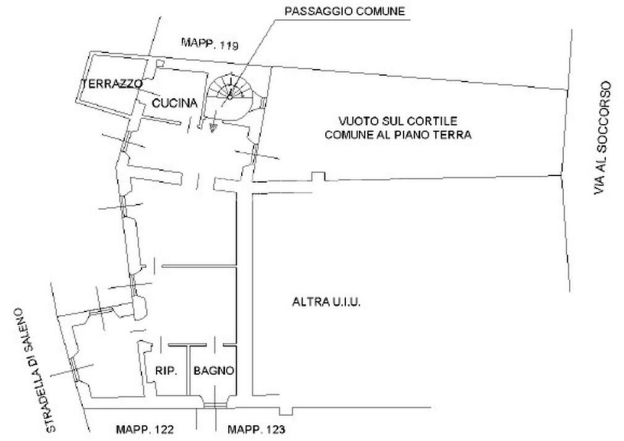 PASSAGGIO COMUNE
MAPP. 119
TERRAZZO
CUCINA
VUOTO SUL CORTILE
COMUNE AL PIANO TERRA
VIA AL SOCCORSO
ALTRA U.I.U.
STRADELLA DI SALENO
RIP.
BAGNO
MAPP. 122
MAPP. 123